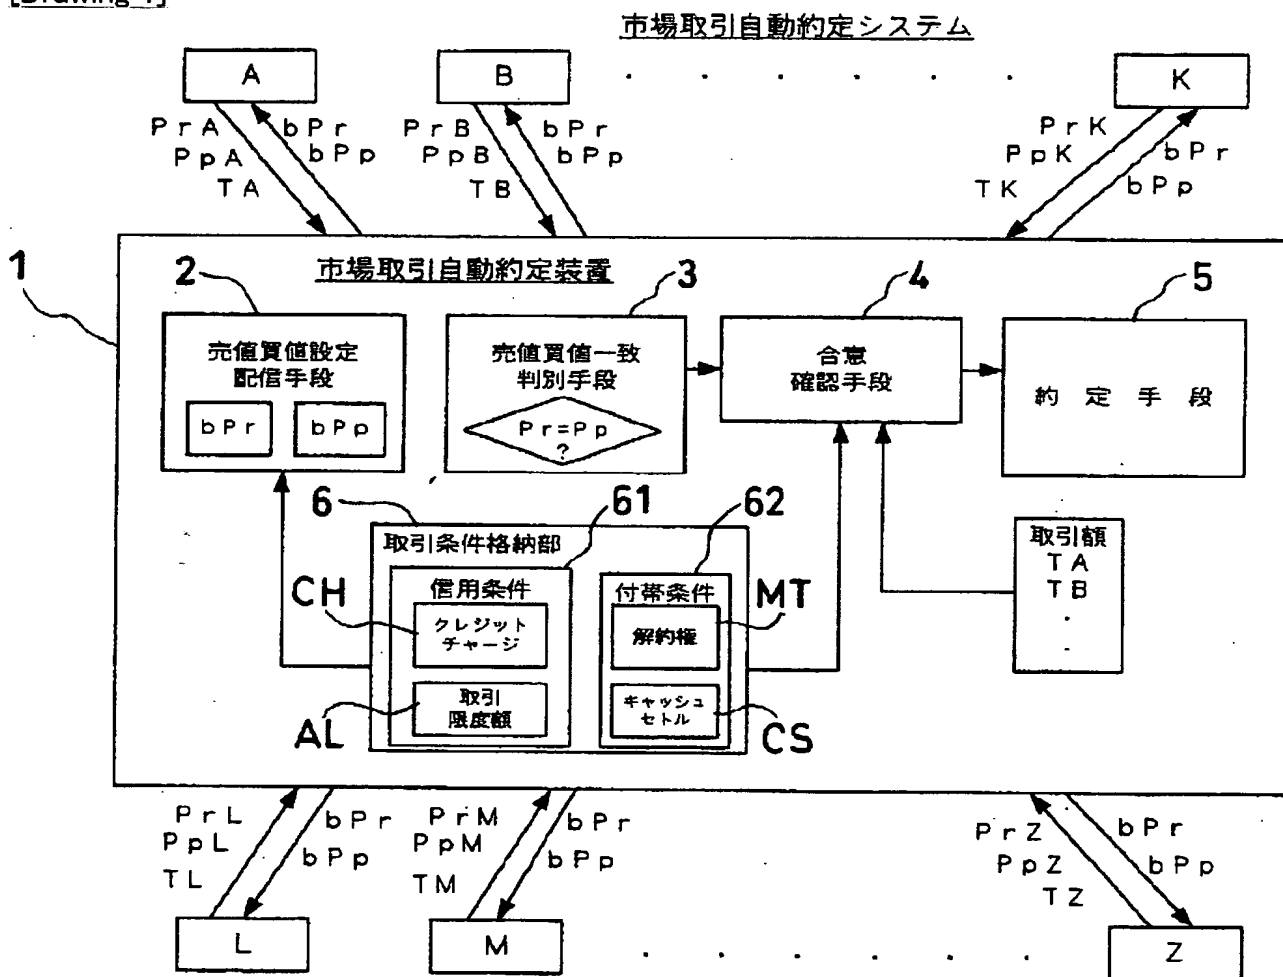 [Drawing 1]
市場取引自動約定システム
A
B
K
PrA
PpA
TA
bPr
bPp
PrB
PpB
TB
bPr
bPp
PrK
PpK
TK
bPr
bPp
1
市場取引自動約定装置
2
3
4
5
売値買値設定
配信手段
bPr
bPp
売値買値一致
判別手段
Pr=Pp
?
合意
確認手段
約定手段
6
61
62
取引条件格納部
信用条件
CH
クレジット
チャージ
AL
取引
限度額
付帯条件
MT
解約権
キャッシュ
セトル
CS
取引額
TA
TB
PrL
PpL
TL
bPr
bPp
PrM
PpM
TM
bPr
bPp
PrZ
PpZ
TZ
bPr
bPp
L
M
Z